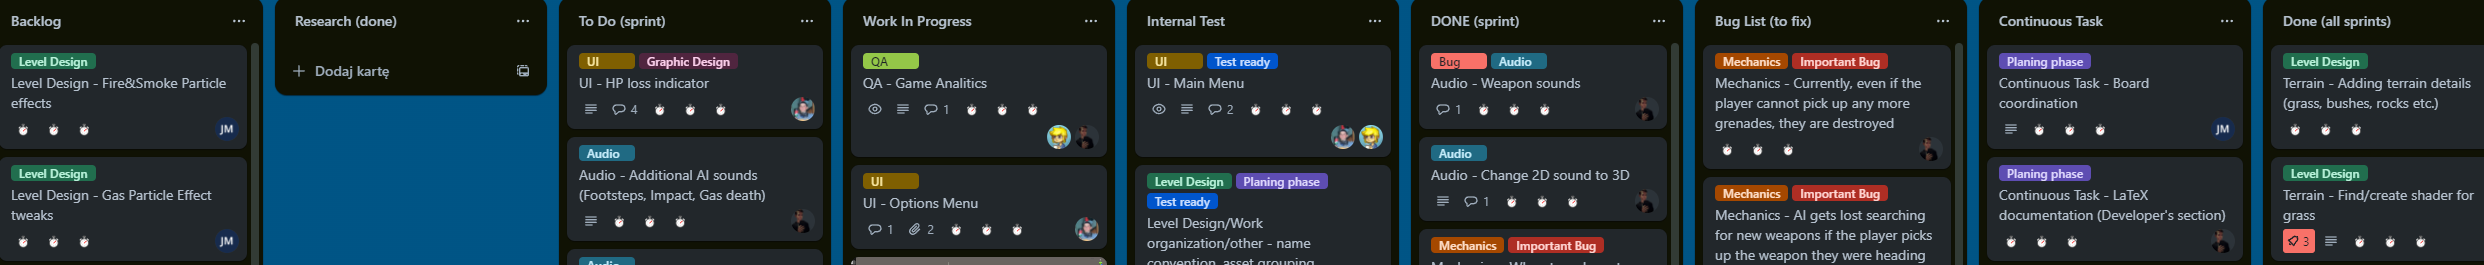 Backlog
Level Design
Level Design - Fire&Smoke Particle
effects
JM
Level Design
Level Design - Gas Particle Effect
tweaks
JM
Research (done)
Dodaj kartę
To Do (sprint)
UI
Graphic Design
UI - HP loss indicator
4
Audio
Audio - Additional AI sounds
(Footsteps, Impact, Gas death)
Audio
Work In Progress
QA
QA - Game Analitics
1
UI
UI - Options Menu
1
2
Internal Test
UI
Test ready
UI - Main Menu
2
Level Design
Planing phase
Test ready
Level Design/Work
organization/other - name
convention, asset grouping
DONE (sprint)
Bug
Audio
Audio - Weapon sounds
1
Audio
Audio - Change 2D sound to 3D
1
Mechanics
Important Bug
Bug List (to fix)
Mechanics
Important Bug
Mechanics - Currently, even if the
player cannot pick up any more
grenades, they are destroyed
Mechanics
Important Bug
Mechanics - AI gets lost searching
for new weapons if the player picks
up the weapon they were heading
Continuous Task
Planing phase
Continuous Task - Board
coordination
JM
Planing phase
Continuous Task - LaTeX
documentation (Developer's section)
Done (all sprints)
Level Design
Terrain - Adding terrain details
(grass, bushes, rocks etc.)
Level Design
Terrain - Find/create shader for
grass
3